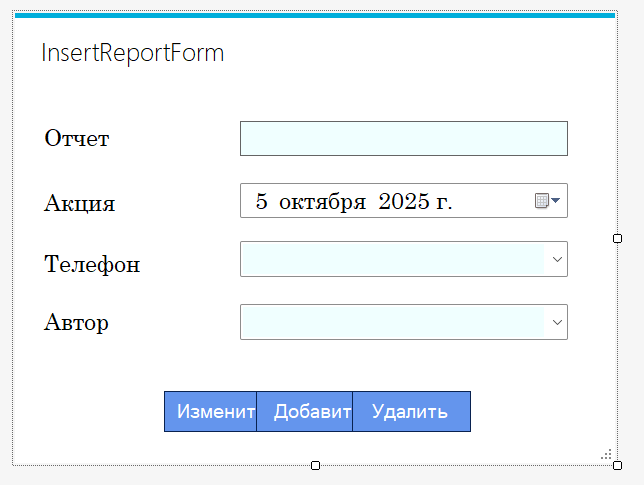 InsertReportForm
Отчет
Акция 5 октября 2025 г.
Телефон
Автор
Изменит Добавит Удалить